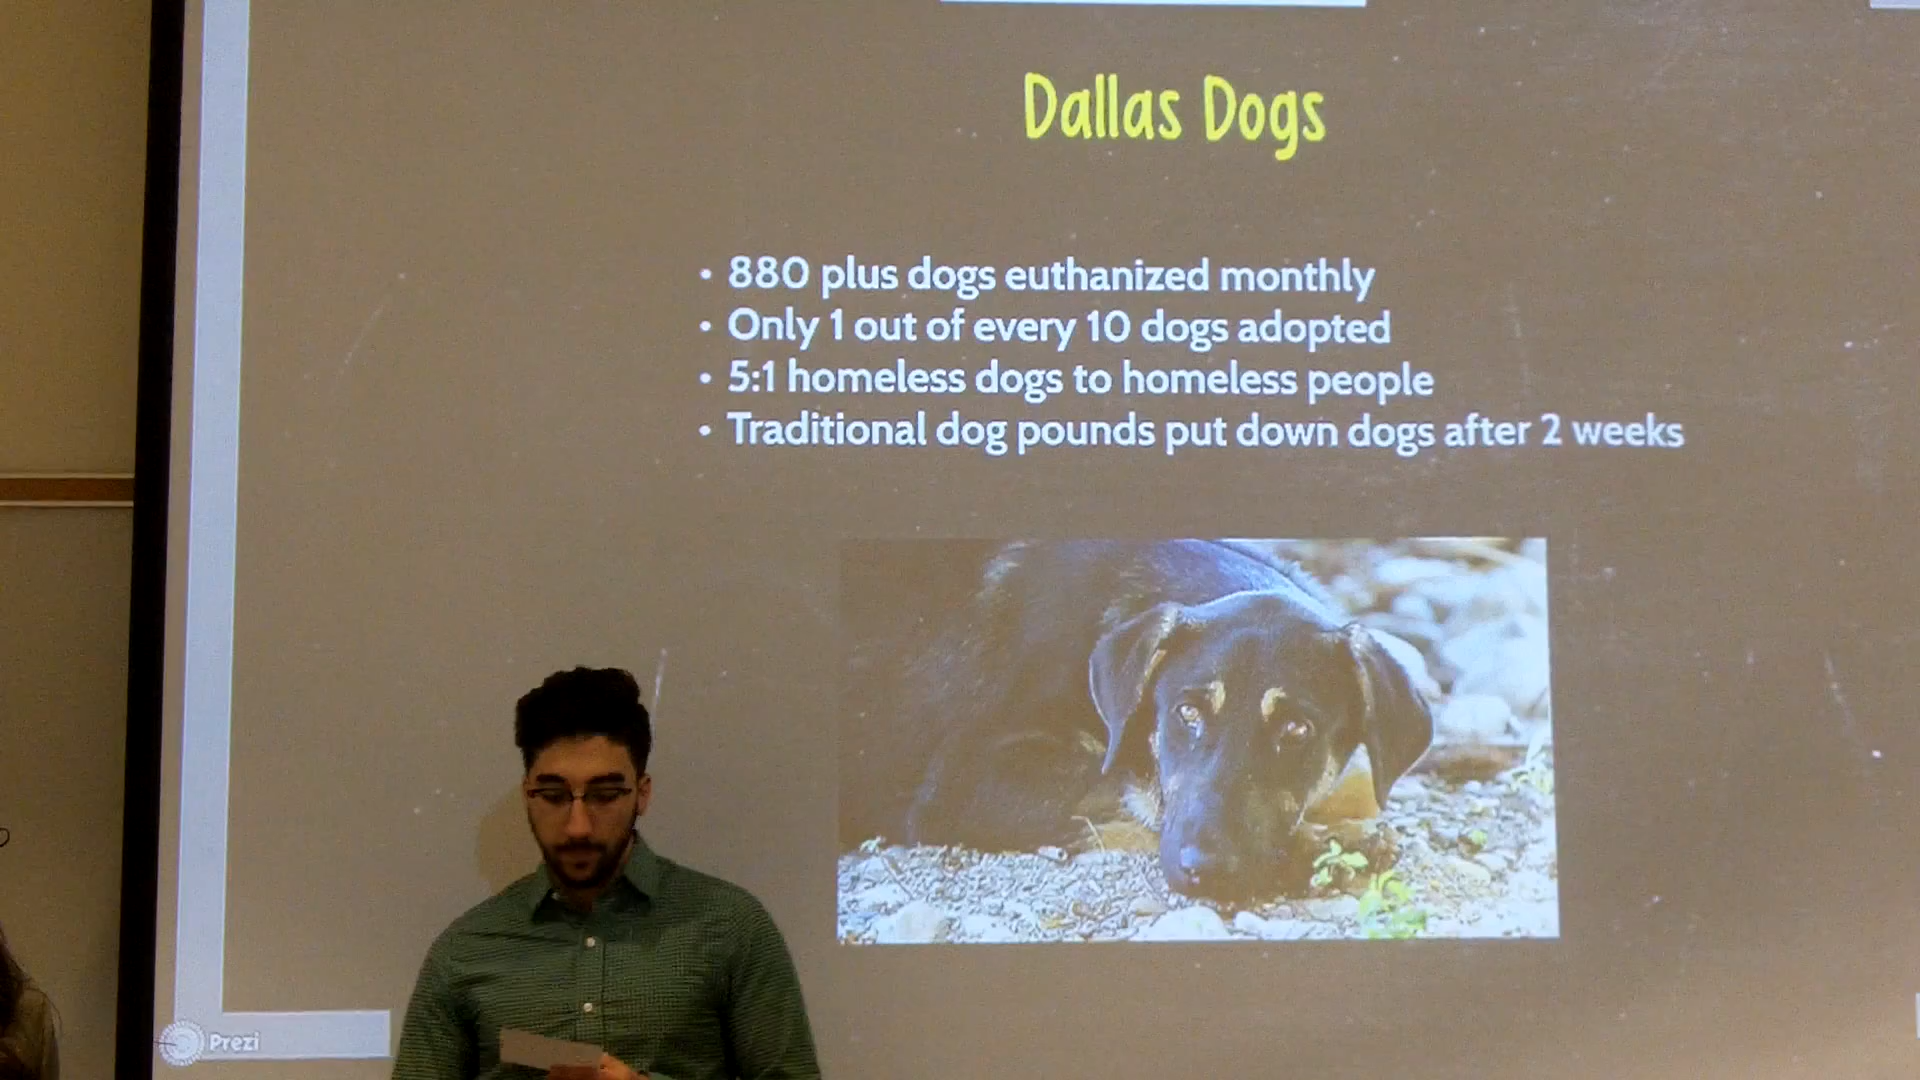 Dallas Dogs
• 880 plus dogs euthanized monthly
• Only 1 out of every 10 dogs adopted
• 5:1 homeless dogs to homeless people
• Traditional dog pounds put down dogs after 2 weeks
Prezi